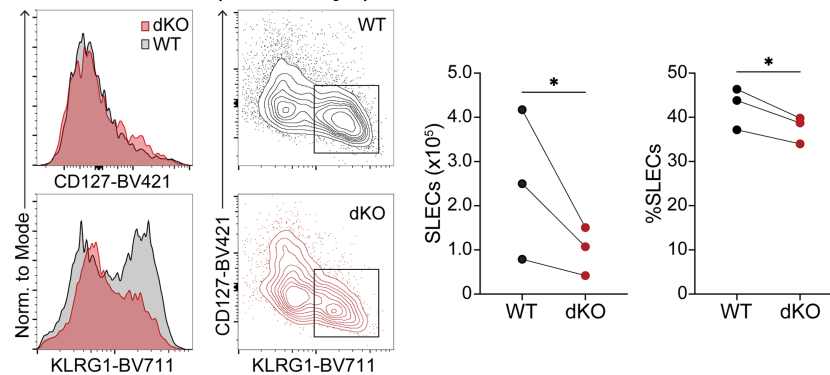 dKO
WT
Norm. to Mode
CD127-BV421
KLRG1-BV711
CD127-BV421
WT
dKO
KLRG1-BV711
SLECs (x10⁵)
5.0
4.0
3.0
2.0
1.0
0
*
WT dKO
%SLECs
50
40
30
20
10
0
*
WT dKO